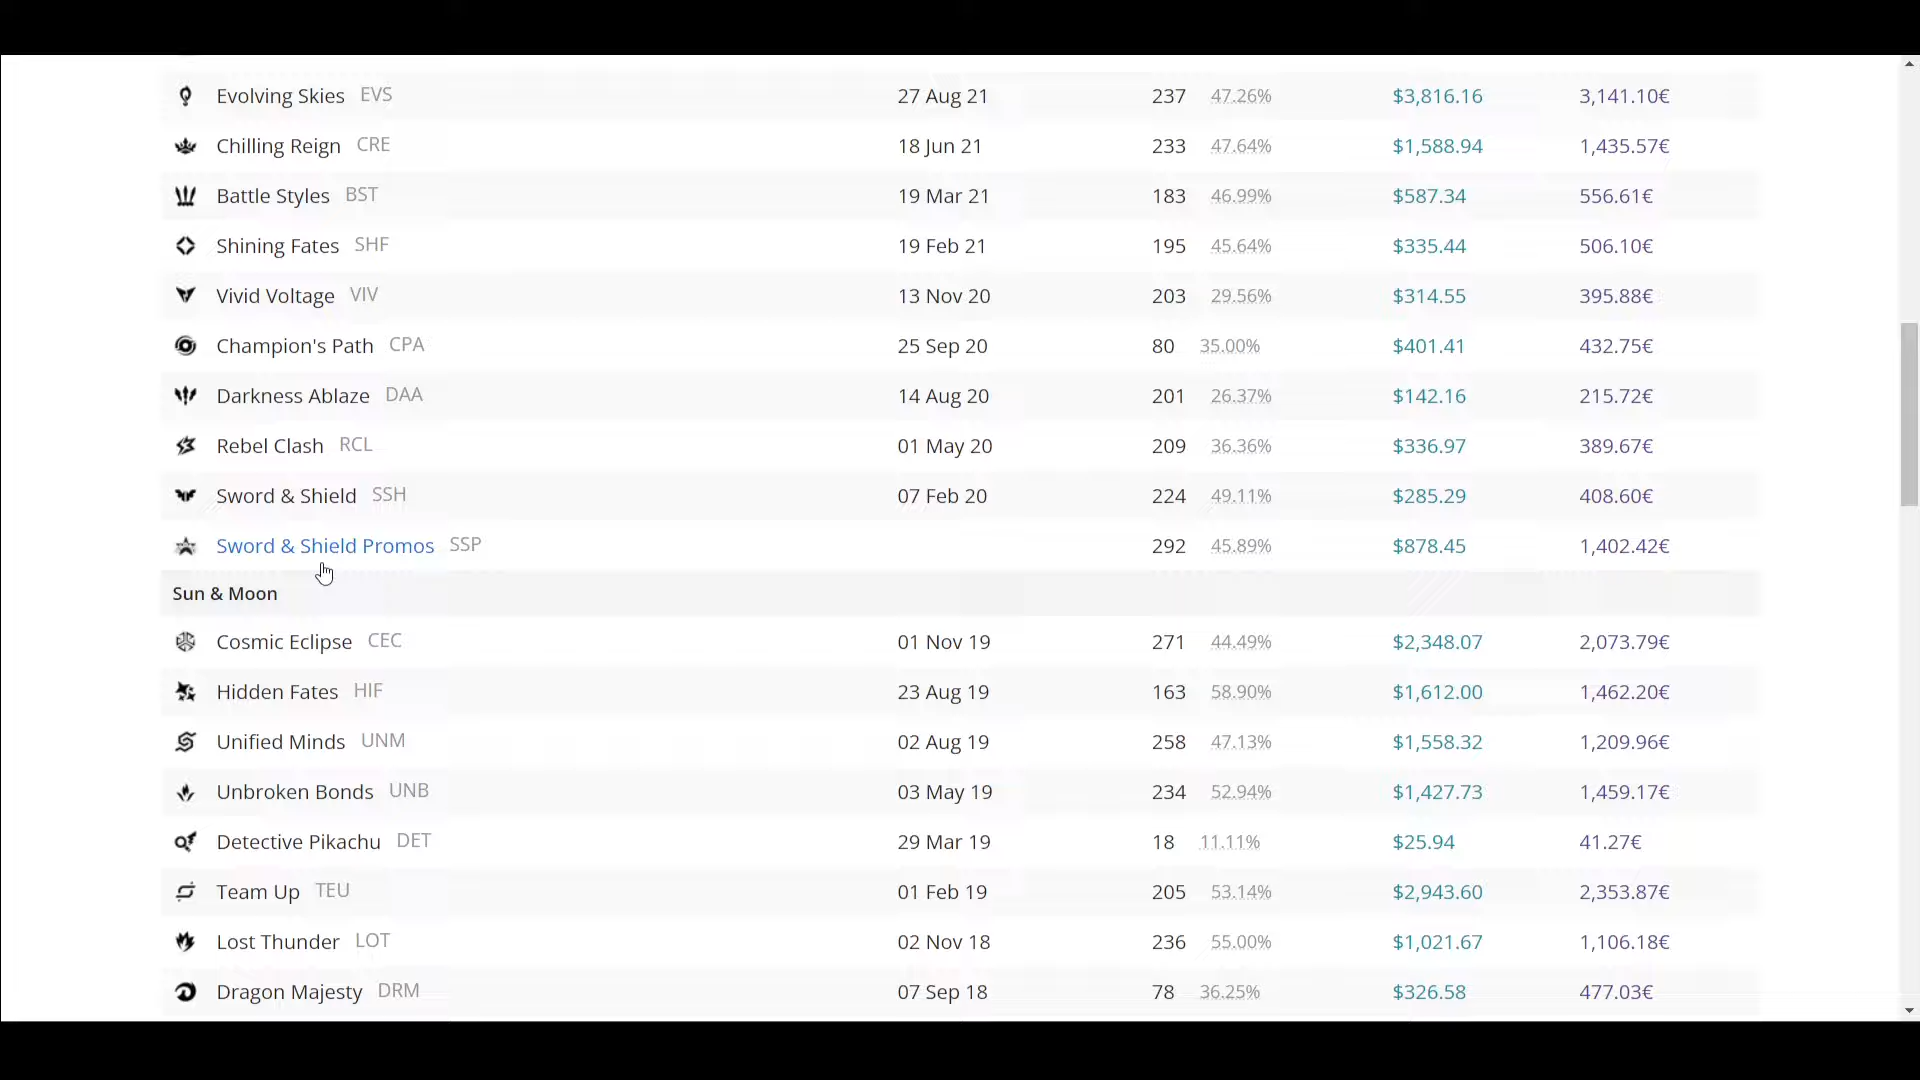 Evolving Skies EVS 27 Aug 21 237 47.26% $3,816.16 3,141.10€
Chilling Reign CRE 18 Jun 21 233 47.64% $1,588.94 1,435.57€
Battle Styles BST 19 Mar 21 183 46.99% $587.34 556.61€
Shining Fates SHF 19 Feb 21 195 45.64% $335.44 506.10€
Vivid Voltage VIV 13 Nov 20 203 29.56% $314.55 395.88€
Champion's Path CPA 25 Sep 20 80 35.00% $401.41 432.75€
Darkness Ablaze DAA 14 Aug 20 201 26.37% $142.16 215.72€
Rebel Clash RCL 01 May 20 209 36.36% $336.97 389.67€
Sword & Shield SSH 07 Feb 20 224 49.11% $285.29 408.60€
Sword & Shield Promos SSP 292 45.89% $878.45 1,402.42€
Sun & Moon
Cosmic Eclipse CEC 01 Nov 19 271 44.49% $2,348.07 2,073.79€
Hidden Fates HIF 23 Aug 19 163 58.90% $1,612.00 1,462.20€
Unified Minds UNM 02 Aug 19 258 47.13% $1,558.32 1,209.96€
Unbroken Bonds UNB 03 May 19 234 52.94% $1,427.73 1,459.17€
Detective Pikachu DET 29 Mar 19 18 11.11% $25.94 41.27€
Team Up TEU 01 Feb 19 205 53.14% $2,943.60 2,353.87€
Lost Thunder LOT 02 Nov 18 236 55.00% $1,021.67 1,106.18€
Dragon Majesty DRM 07 Sep 18 78 36.25% $326.58 477.03€